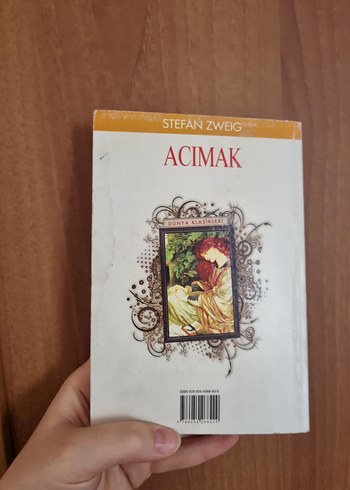 STEFAN ZWEIG
ACIMAK
DÜNYA KLASİKLERİ